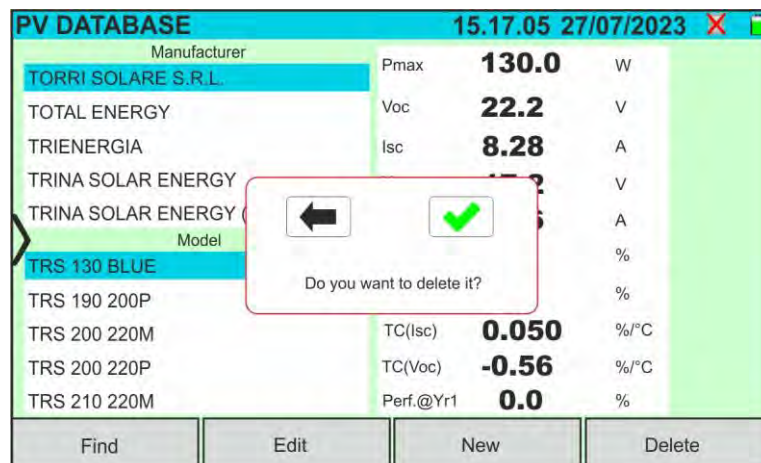 PV DATABASE 15.17.05 27/07/2023
Manufacturer
TORRI SOLARE S.R.L.
TOTAL ENERGY
TRIENERGIA
TRINA SOLAR ENERGY
TRINA SOLAR ENERGY (
Model
TRS 130 BLUE
TRS 190 200P
TRS 200 220M
TRS 200 220P
TRS 210 220M
Pmax 130.0 W
Voc 22.2 V
Isc 8.28 A
V
A
%
%
TC(Isc) 0.050 %/°C
TC(Voc) -0.56 %/°C
Perf.@Yr1 0.0 %
Do you want to delete it?
Find Edit New Delete